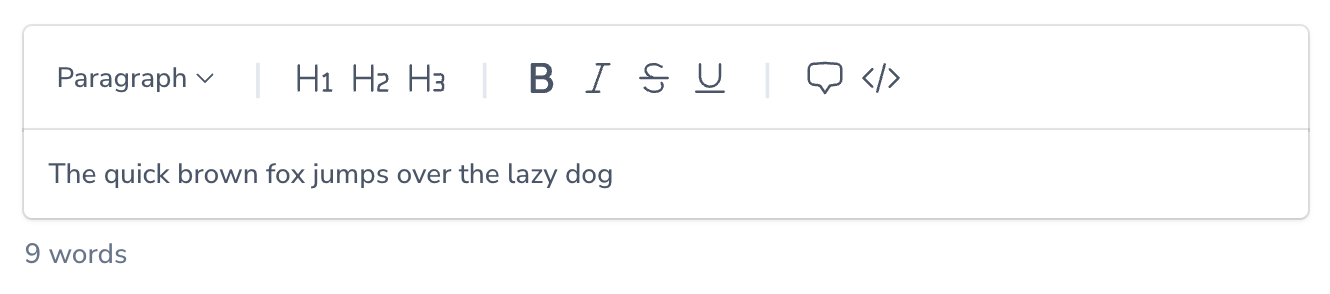 Paragraph H1 H2 H3 B I S U </>
The quick brown fox jumps over the lazy dog
9 words